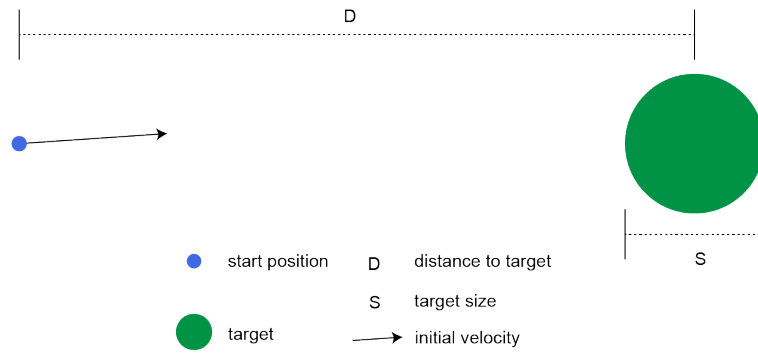 D
S
start position
D distance to target
S target size
target
initial velocity